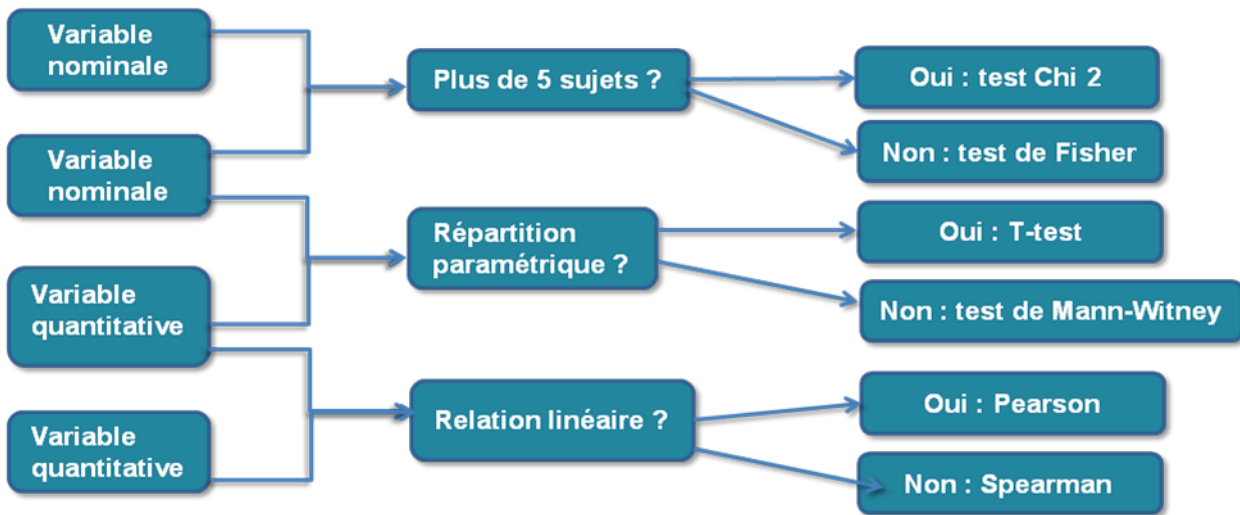 Variable
nominale
Plus de 5 sujets ?
Oui : test Chi 2
Non : test de Fisher
Variable
nominale
Répartition
paramétrique ?
Oui : T-test
Non : test de Mann-Witney
Variable
quantitative
Relation linéaire ?
Oui : Pearson
Non : Spearman
Variable
quantitative